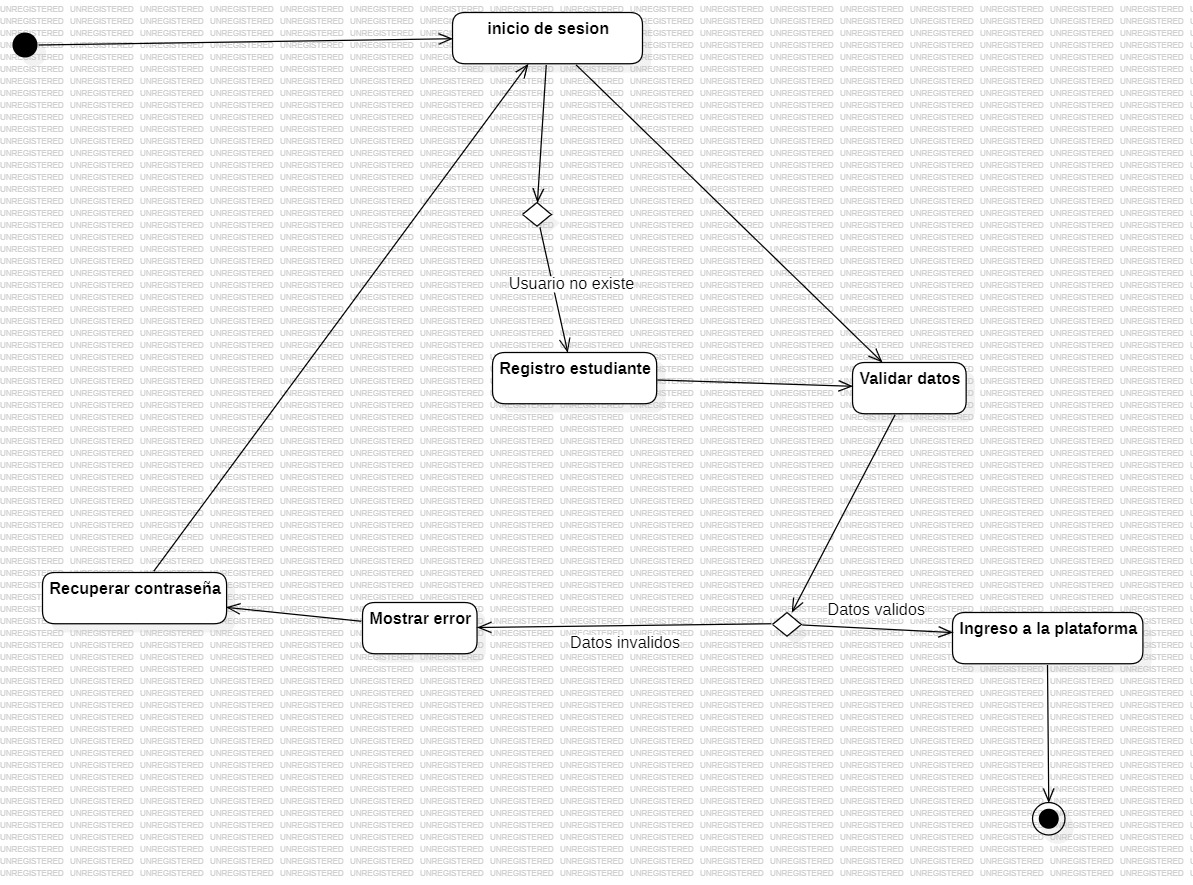 inicio de sesion
Usuario no existe
Registro estudiante
Validar datos
Recuperar contraseña
Mostrar error
Datos invalidos
Datos validos
Ingreso a la plataforma
UNREGISTERED